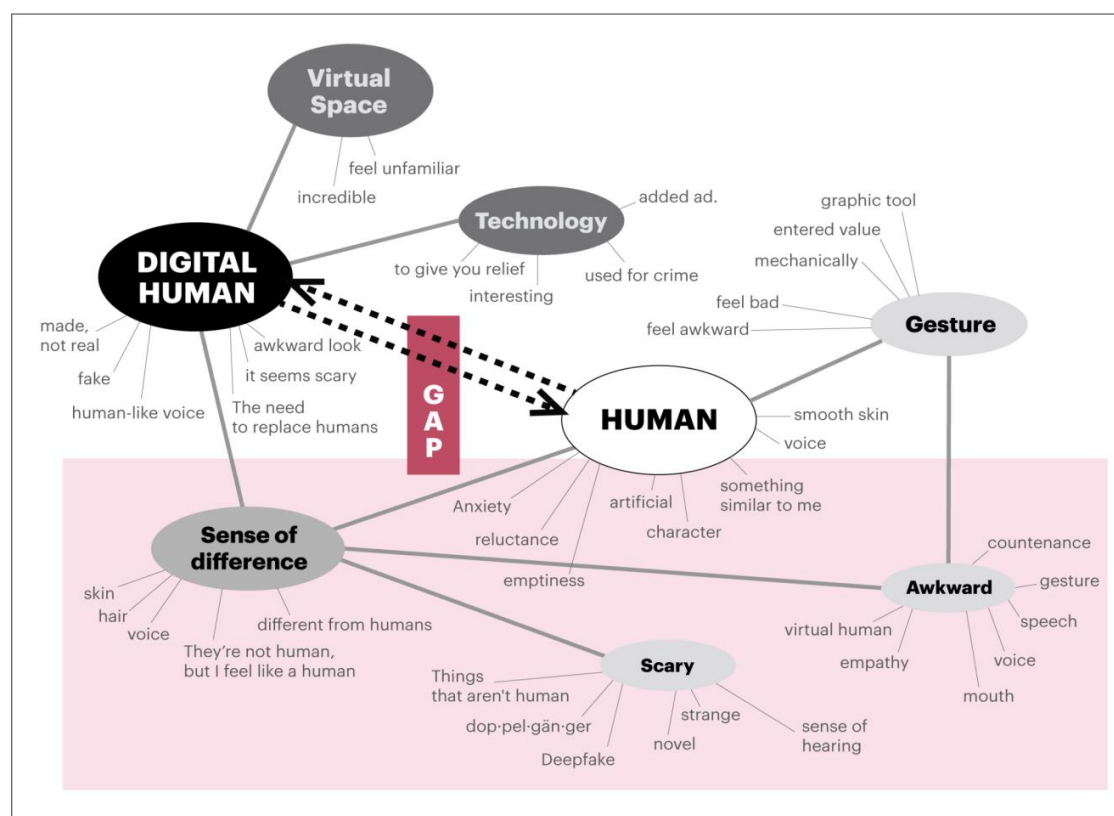 Virtual
Space
feel unfamiliar
incredible
Technology
added ad.
to give you relief
interesting
used for crime
graphic tool
entered value
mechanically
feel bad
feel awkward
Gesture
DIGITAL
HUMAN
made,
not real
fake
human-like voice
awkward look
it seems scary
The need
to replace humans
GAP
HUMAN
smooth skin
voice
something
similar to me
character
artificial
Anxiety
reluctance
emptiness
Sense of
difference
skin
hair
voice
They're not human,
but I feel like a human
different from humans
Scary
Things
that aren't human
dop·pel·gän·ger
Deepfake
novel
strange
sense of
hearing
Awkward
countenance
gesture
speech
voice
mouth
empathy
virtual human